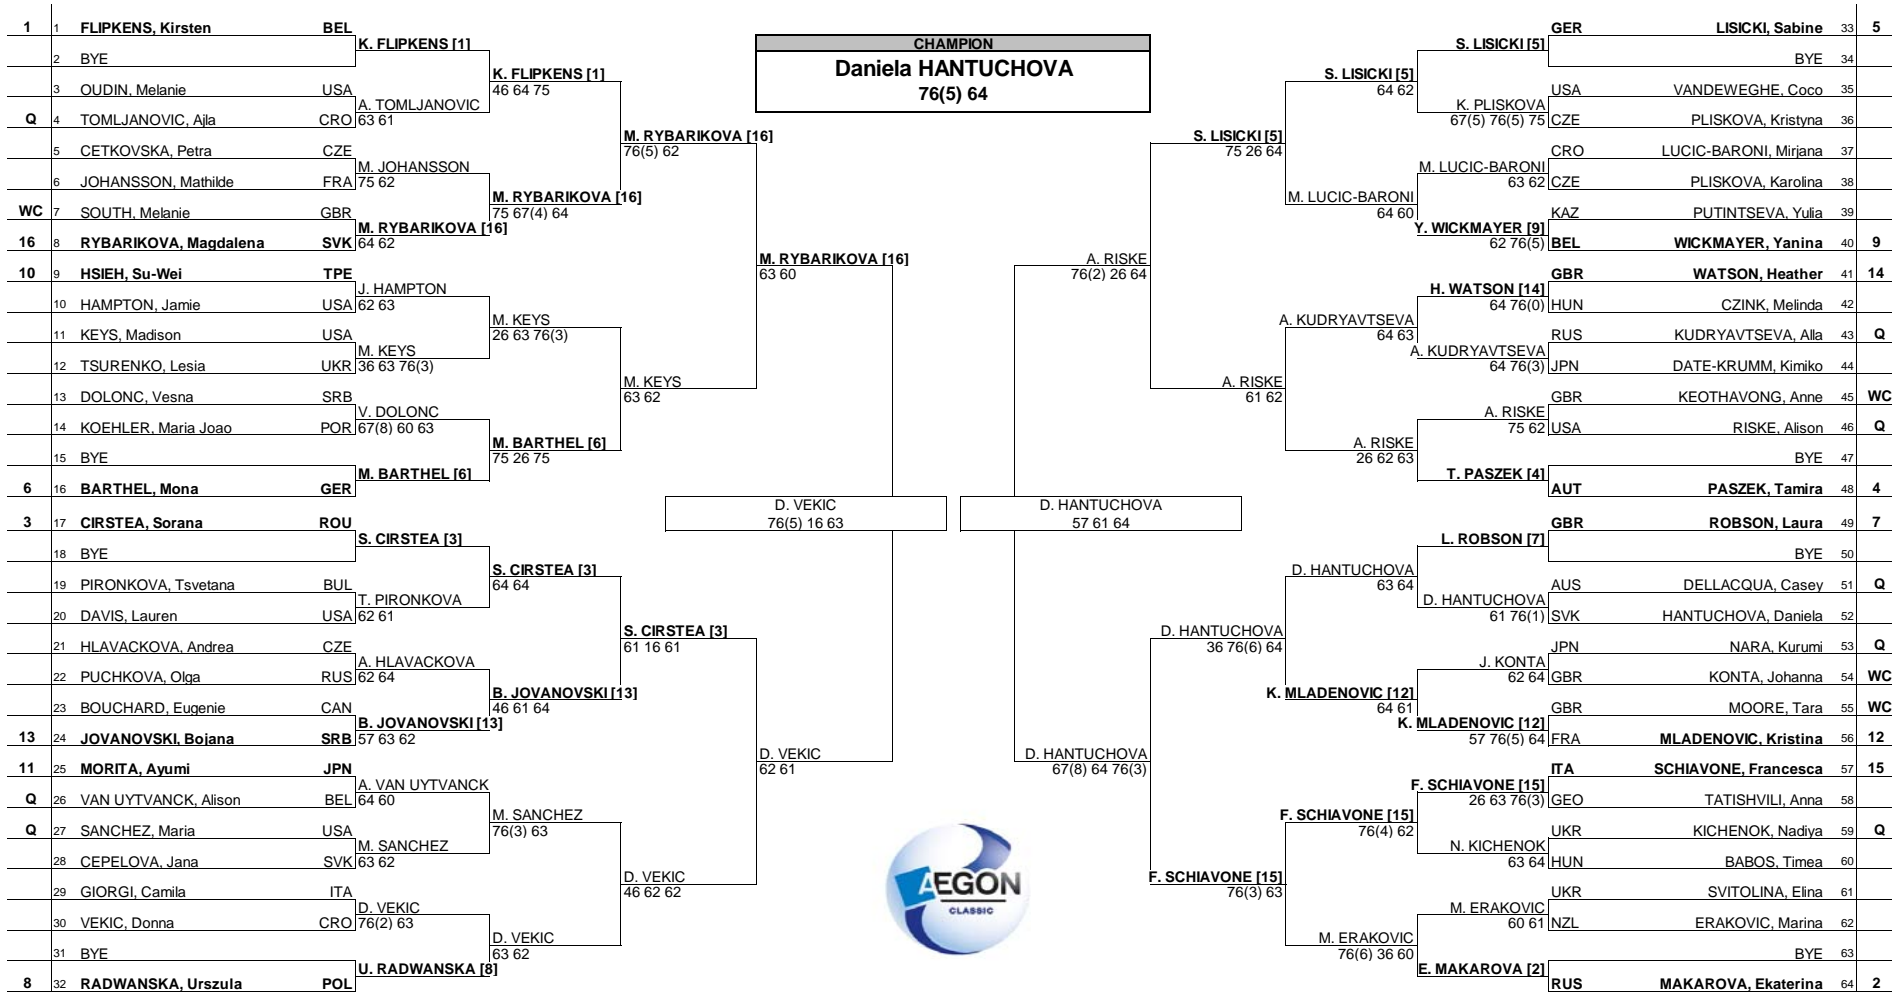 CHAMPION
Daniela HANTUCHOVA
76(5) 64
1 1 FLIPKENS, Kirsten BEL
2 BYE
3 OUDIN, Melanie USA
Q 4 TOMLJANOVIC, Ajla CRO
5 CETKOVSKA, Petra CZE
6 JOHANSSON, Mathilde FRA
WC 7 SOUTH, Melanie GBR
16 8 RYBARIKOVA, Magdalena SVK
10 9 HSIEH, Su-Wei TPE
10 HAMPTON, Jamie USA
11 KEYS, Madison USA
12 TSURENKO, Lesia UKR
13 DOLONC, Vesna SRB
14 KOEHLER, Maria Joao POR
15 BYE
6 16 BARTHEL, Mona GER
3 17 CIRSTEA, Sorana ROU
18 BYE
19 PIRONKOVA, Tsvetana BUL
20 DAVIS, Lauren USA
21 HLAVACKOVA, Andrea CZE
22 PUCHKOVA, Olga RUS
23 BOUCHARD, Eugenie CAN
13 24 JOVANOVSKI, Bojana SRB
11 25 MORITA, Ayumi JPN
Q 26 VAN UYTVANCK, Alison BEL
Q 27 SANCHEZ, Maria USA
28 CEPELOVA, Jana SVK
29 GIORGI, Camila ITA
30 VEKIC, Donna CRO
31 BYE
8 32 RADWANSKA, Urszula POL
K. FLIPKENS [1]
A. TOMLJANOVIC
63 61
M. JOHANSSON
75 62
M. RYBARIKOVA [16]
64 62
J. HAMPTON
62 63
M. KEYS
36 63 76(3)
V. DOLONC
67(8) 60 63
M. BARTHEL [6]
S. CIRSTEA [3]
T. PIRONKOVA
62 61
A. HLAVACKOVA
62 64
B. JOVANOVSKI [13]
57 63 62
A. VAN UYTVANCK
64 60
M. SANCHEZ
63 62
D. VEKIC
76(2) 63
U. RADWANSKA [8]
K. FLIPKENS [1]
46 64 75
M. RYBARIKOVA [16]
75 67(4) 64
M. KEYS
26 63 76(3)
M. BARTHEL [6]
75 26 75
S. CIRSTEA [3]
64 64
B. JOVANOVSKI [13]
46 61 64
M. SANCHEZ
76(3) 63
D. VEKIC
63 62
M. RYBARIKOVA [16]
76(5) 62
M. KEYS
63 62
S. CIRSTEA [3]
61 16 61
D. VEKIC
46 62 62
M. RYBARIKOVA [16]
63 60
D. VEKIC
62 61
D. VEKIC
76(5) 16 63
D. HANTUCHOVA
57 61 64
A. RISKE
76(2) 26 64
D. HANTUCHOVA
67(8) 64 76(3)
S. LISICKI [5]
75 26 64
A. RISKE
61 62
D. HANTUCHOVA
36 76(6) 64
F. SCHIAVONE [15]
76(3) 63
S. LISICKI [5]
64 62
M. LUCIC-BARONI
64 60
A. KUDRYAVTSEVA
64 63
A. RISKE
26 62 63
D. HANTUCHOVA
63 64
K. MLADENOVIC [12]
64 61
F. SCHIAVONE [15]
76(4) 62
M. ERAKOVIC
76(6) 36 60
S. LISICKI [5]
K. PLISKOVA
67(5) 76(5) 75
M. LUCIC-BARONI
63 62
Y. WICKMAYER [9]
62 76(5)
H. WATSON [14]
64 76(0)
A. KUDRYAVTSEVA
64 76(3)
A. RISKE
75 62
T. PASZEK [4]
L. ROBSON [7]
D. HANTUCHOVA
61 76(1)
J. KONTA
62 64
K. MLADENOVIC [12]
57 76(5) 64
F. SCHIAVONE [15]
26 63 76(3)
N. KICHENOK
63 64
M. ERAKOVIC
60 61
E. MAKAROVA [2]
GER LISICKI, Sabine 33 5
BYE 34
USA VANDEWEGHE, Coco 35
CZE PLISKOVA, Kristyna 36
CRO LUCIC-BARONI, Mirjana 37
CZE PLISKOVA, Karolina 38
KAZ PUTINTSEVA, Yulia 39
BEL WICKMAYER, Yanina 40 9
GBR WATSON, Heather 41 14
HUN CZINK, Melinda 42
RUS KUDRYAVTSEVA, Alla 43 Q
JPN DATE-KRUMM, Kimiko 44
GBR KEOTHAVONG, Anne 45 WC
USA RISKE, Alison 46 Q
BYE 47
AUT PASZEK, Tamira 48 4
GBR ROBSON, Laura 49 7
BYE 50
AUS DELLACQUA, Casey 51 Q
SVK HANTUCHOVA, Daniela 52
JPN NARA, Kurumi 53 Q
GBR KONTA, Johanna 54 WC
GBR MOORE, Tara 55 WC
FRA MLADENOVIC, Kristina 56 12
ITA SCHIAVONE, Francesca 57 15
GEO TATISHVILI, Anna 58
UKR KICHENOK, Nadiya 59 Q
HUN BABOS, Timea 60
UKR SVITOLINA, Elina 61
NZL ERAKOVIC, Marina 62
BYE 63
RUS MAKAROVA, Ekaterina 64 2
AEGON
CLASSIC